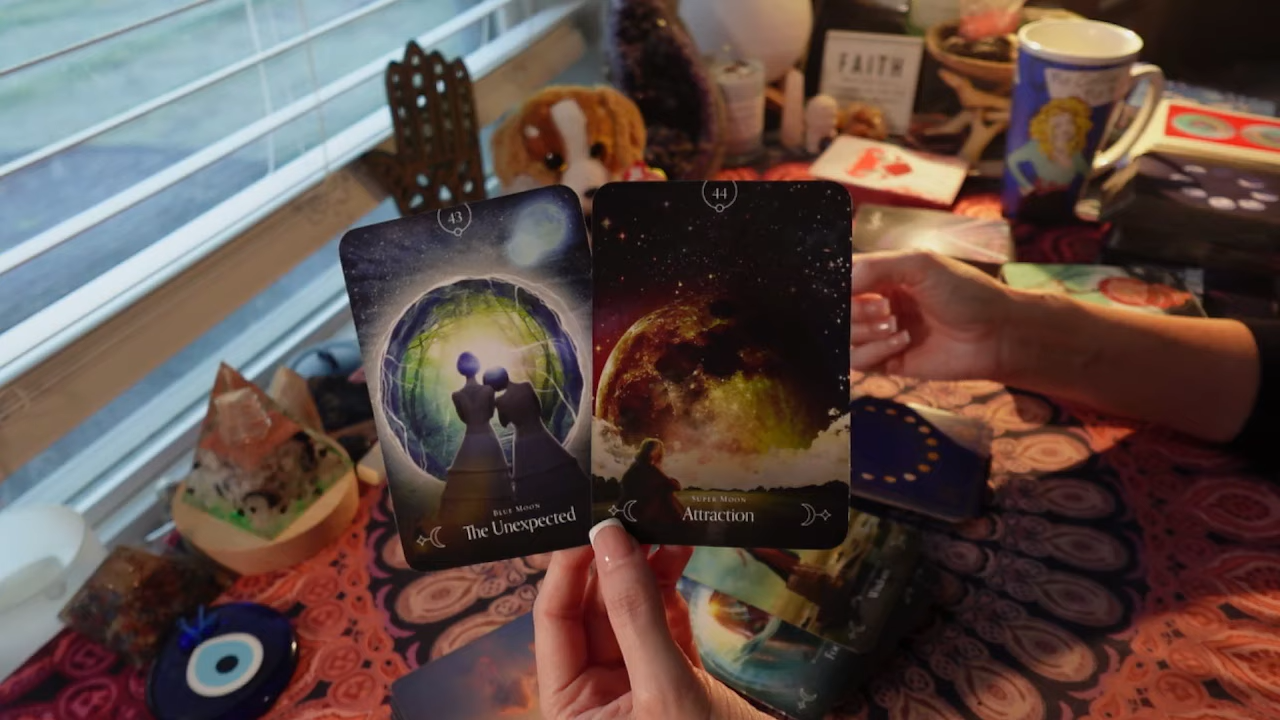 FAITH
43
BLUE MOON
The Unexpected
44
SUPER MOON
Attraction